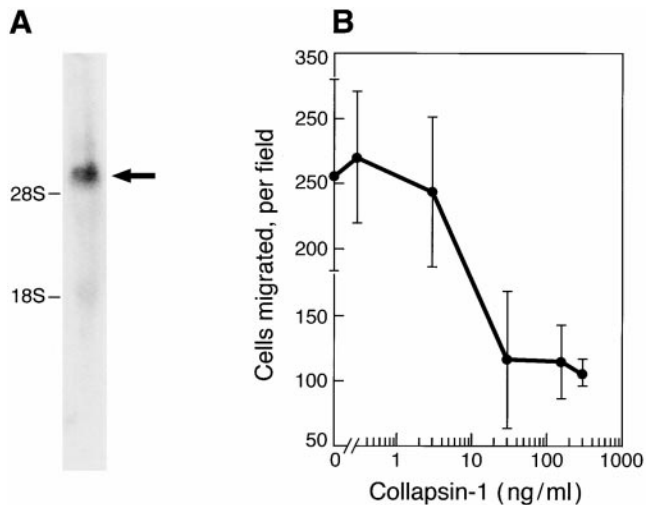 A
28S
18S
B
350
250
250
200
150
100
50
Cells migrated, per field
0 1 10 100 1000
Collapsin-1 (ng/ml)